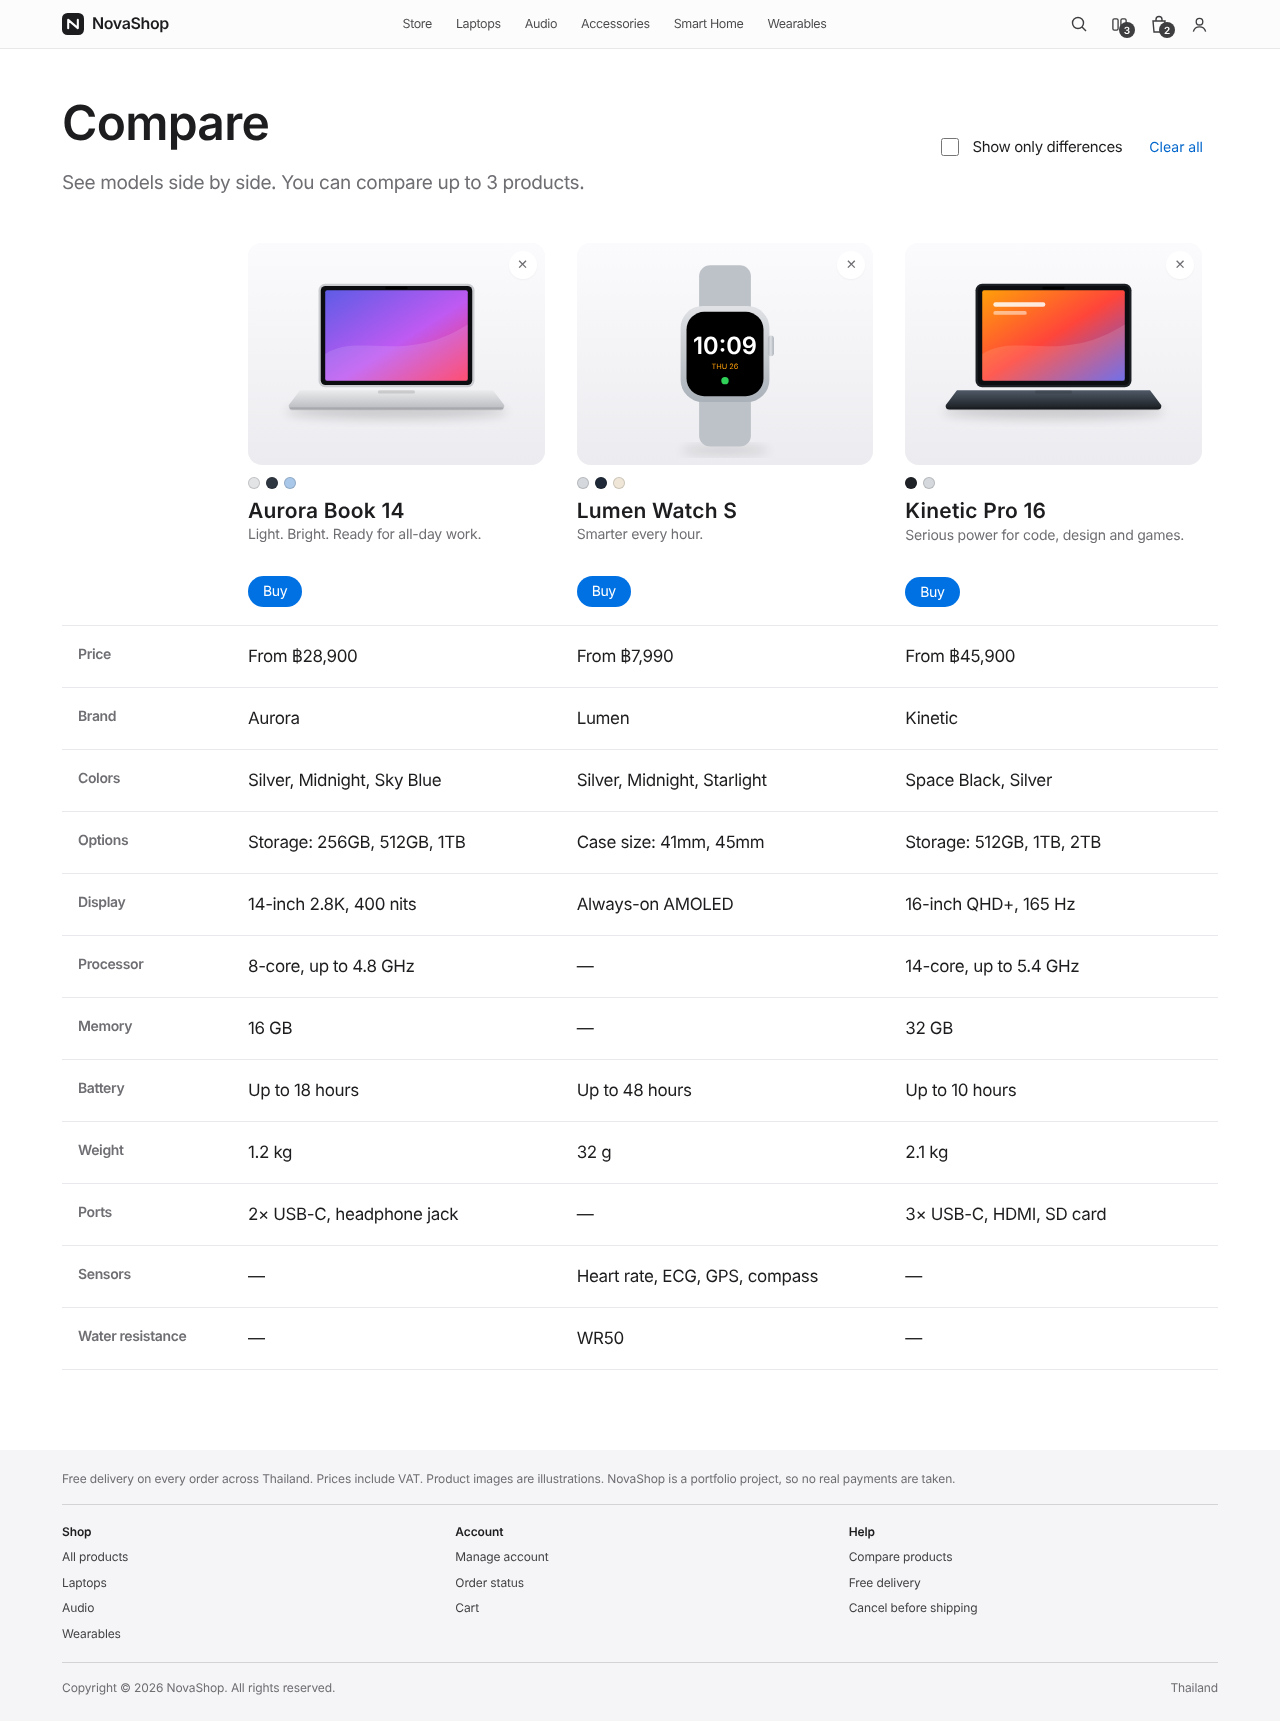 NovaShop
Store Laptops Audio Accessories Smart Home Wearables
3
2
Compare
See models side by side. You can compare up to 3 products.
Show only differences Clear all
10:09
THU 26
Aurora Book 14
Light. Bright. Ready for all-day work.
Buy
Lumen Watch S
Smarter every hour.
Buy
Kinetic Pro 16
Serious power for code, design and games.
Buy
Price From ฿28,900 From ฿7,990 From ฿45,900
Brand Aurora Lumen Kinetic
Colors Silver, Midnight, Sky Blue Silver, Midnight, Starlight Space Black, Silver
Options Storage: 256GB, 512GB, 1TB Case size: 41mm, 45mm Storage: 512GB, 1TB, 2TB
Display 14-inch 2.8K, 400 nits Always-on AMOLED 16-inch QHD+, 165 Hz
Processor 8-core, up to 4.8 GHz — 14-core, up to 5.4 GHz
Memory 16 GB — 32 GB
Battery Up to 18 hours Up to 48 hours Up to 10 hours
Weight 1.2 kg 32 g 2.1 kg
Ports 2× USB-C, headphone jack — 3× USB-C, HDMI, SD card
Sensors — Heart rate, ECG, GPS, compass —
Water resistance — WR50 —
Free delivery on every order across Thailand. Prices include VAT. Product images are illustrations. NovaShop is a portfolio project, so no real payments are taken.
Shop
All products
Laptops
Audio
Wearables
Account
Manage account
Order status
Cart
Help
Compare products
Free delivery
Cancel before shipping
Copyright © 2026 NovaShop. All rights reserved. Thailand